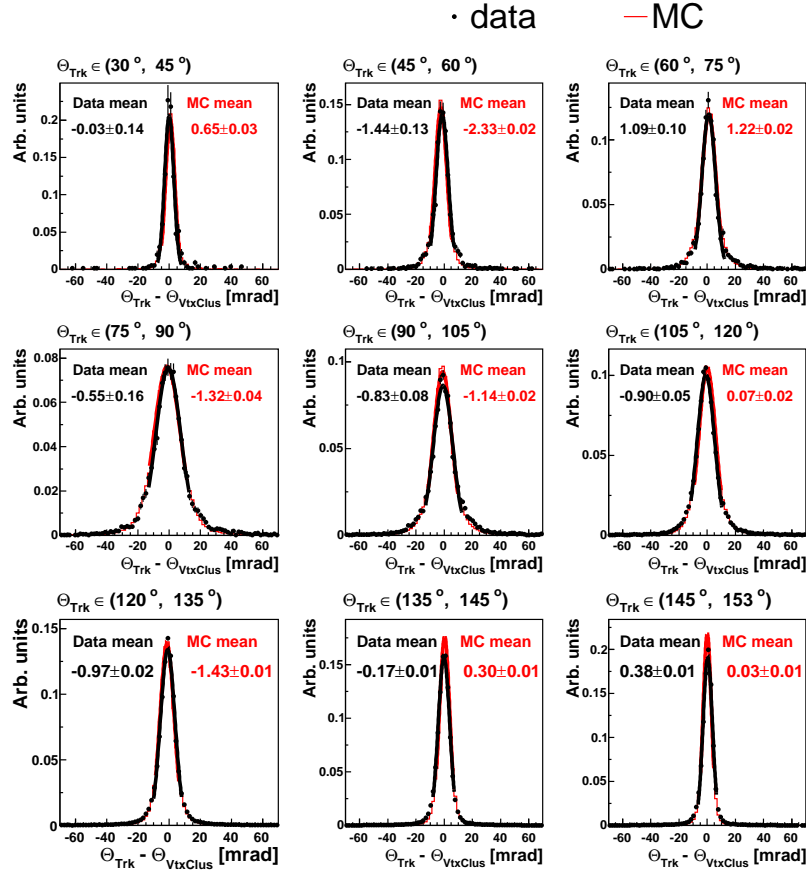 · data — MC
Θ_Trk ∈ (30 °, 45 °)
Arb. units
Data mean MC mean
-0.03±0.14 0.65±0.03
0.2
0.15
0.1
0.05
0
-60 -40 -20 0 20 40 60
Θ_Trk - Θ_VtxClus [mrad]
Θ_Trk ∈ (45 °, 60 °)
Arb. units
Data mean MC mean
-1.44±0.13 -2.33±0.02
0.15
0.1
0.05
0
-60 -40 -20 0 20 40 60
Θ_Trk - Θ_VtxClus [mrad]
Θ_Trk ∈ (60 °, 75 °)
Arb. units
Data mean MC mean
1.09±0.10 1.22±0.02
0.1
0.05
0
-60 -40 -20 0 20 40 60
Θ_Trk - Θ_VtxClus [mrad]
Θ_Trk ∈ (75 °, 90 °)
Arb. units
Data mean MC mean
-0.55±0.16 -1.32±0.04
0.08
0.06
0.04
0.02
0
-60 -40 -20 0 20 40 60
Θ_Trk - Θ_VtxClus [mrad]
Θ_Trk ∈ (90 °, 105 °)
Arb. units
Data mean MC mean
-0.83±0.08 -1.14±0.02
0.1
0.05
0
-60 -40 -20 0 20 40 60
Θ_Trk - Θ_VtxClus [mrad]
Θ_Trk ∈ (105 °, 120 °)
Arb. units
Data mean MC mean
-0.90±0.05 0.07±0.02
0.1
0.05
0
-60 -40 -20 0 20 40 60
Θ_Trk - Θ_VtxClus [mrad]
Θ_Trk ∈ (120 °, 135 °)
Arb. units
Data mean MC mean
-0.97±0.02 -1.43±0.01
0.15
0.1
0.05
0
-60 -40 -20 0 20 40 60
Θ_Trk - Θ_VtxClus [mrad]
Θ_Trk ∈ (135 °, 145 °)
Arb. units
Data mean MC mean
-0.17±0.01 0.30±0.01
0.15
0.1
0.05
0
-60 -40 -20 0 20 40 60
Θ_Trk - Θ_VtxClus [mrad]
Θ_Trk ∈ (145 °, 153 °)
Arb. units
Data mean MC mean
0.38±0.01 0.03±0.01
0.2
0.15
0.1
0.05
0
-60 -40 -20 0 20 40 60
Θ_Trk - Θ_VtxClus [mrad]